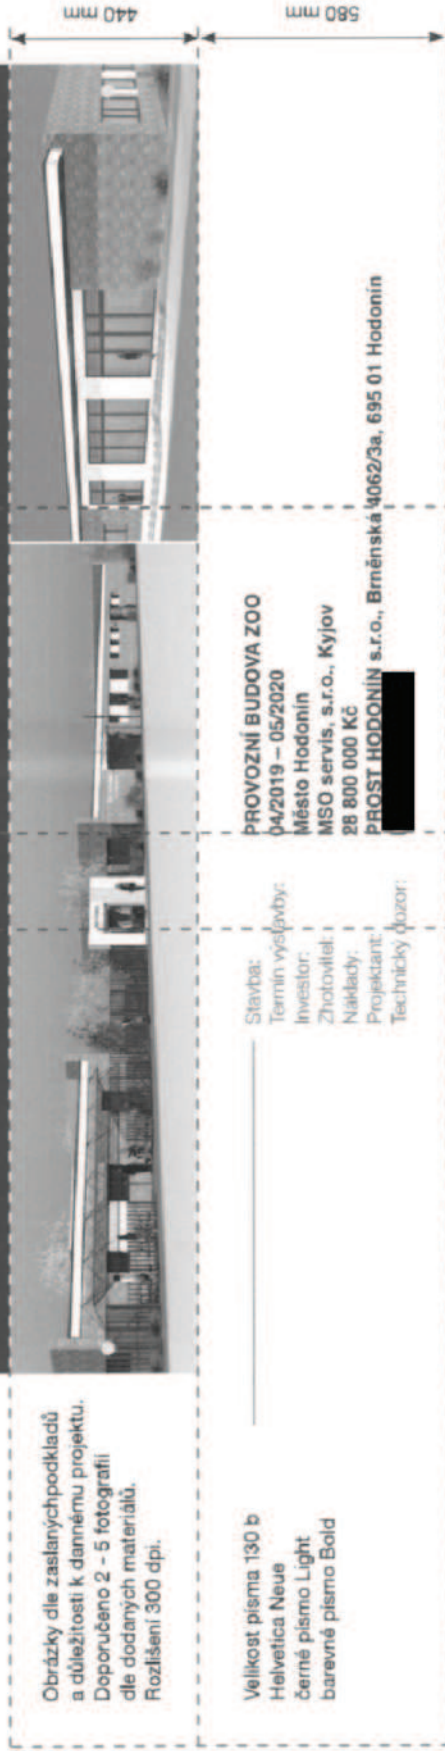 440 mm
580 mm
Obrázky dle zaslanýchpodkladů
a důležitosti k dannému projektu.
Doporučeno 2 - 5 fotografií
dle dodaných materiálů.
Rozlišení 300 dpi.
Velikost písma 130 b
Helvetica Neue
černé písmo Light
barevné písmo Bold
Stavba: PROVOZNÍ BUDOVA ZOO
Termín výstavby: 04/2019 – 05/2020
Investor: Město Hodonín
Zhotovitel: MSO servis, s.r.o., Kyjov
Náklady: 28 800 000 Kč
Projektant: PROST HODONÍN s.r.o., Brněnská 4062/3a, 695 01 Hodonín
Technický dozor: